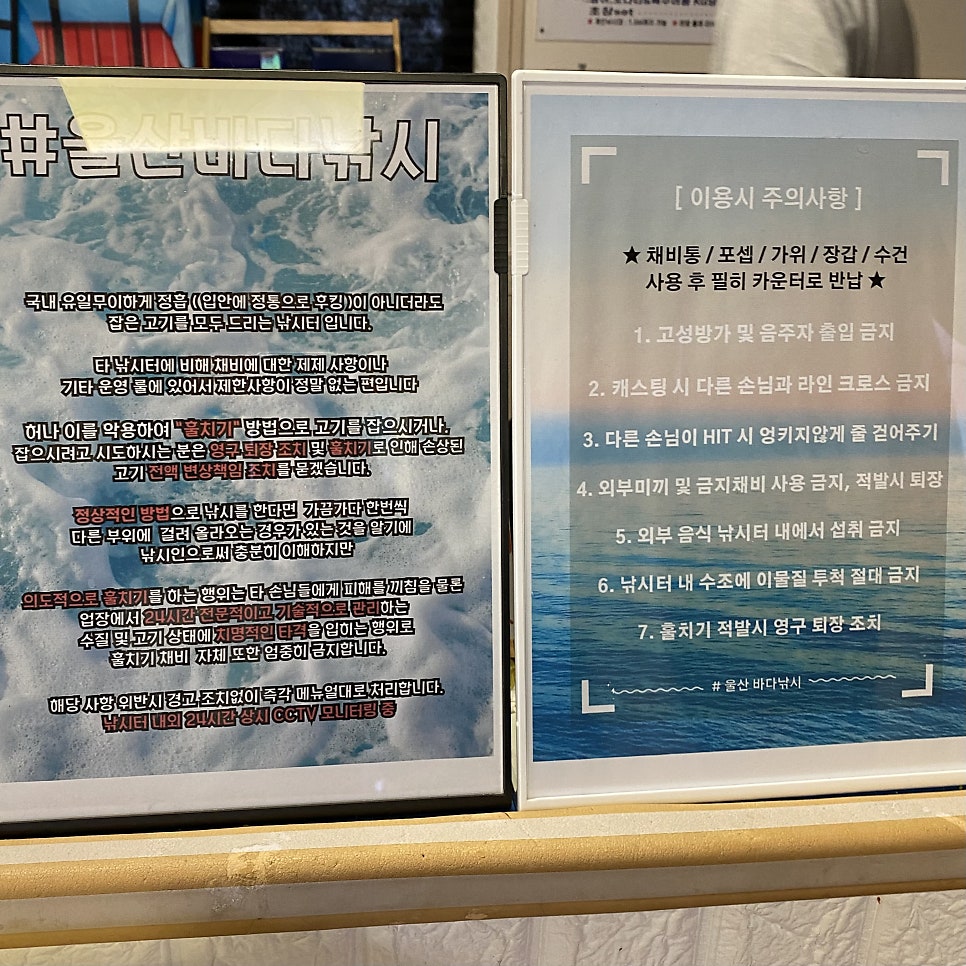 #울산바다낚시
국내 유일무이하게 정흡 ((입안에 정통으로 후킹)이 아니더라도
잡은 고기를 모두 드리는 낚시터 입니다.
타 낚시터에 비해 채비에 대한 제제 사항이나
기타 운영 룰에 있어서 제한사항이 정말 없는 편입니다
허나 이를 악용하여 "훌치기" 방법으로 고기를 잡으시거나.
잡으시려고 시도하시는 분은 영구 퇴장 조치 및 훌치기로 인해 손상된
고기 전액 변상책임 조치를 묻겠습니다.
정상적인 방법으로 낚시를 한다면 가끔가다 한번씩
다른 부위에 걸려 올라오는 경우가 있는 것을 알기에
낚시인으로써 충분히 이해하지만
의도적으로 훌치기를 하는 행위는 타 손님들에게 피해를 끼침을 물론
업장에서 24시간 전문적이고 기술적으로 관리하는
수질 및 고기 상태에 치명적인 타격을 입히는 행위로
훌치기 채비 자체 또한 엄중히 금지합니다.
해당 사항 위반시 경고 조치없이 즉각 메뉴얼대로 처리합니다.
낚시터 내외 24시간 상시 CCTV 모니터링 중
[ 이용시 주의사항 ]
★ 채비통 / 포셉 / 가위 / 장갑 / 수건
사용 후 필히 카운터로 반납 ★
1. 고성방가 및 음주자 출입 금지
2. 캐스팅 시 다른 손님과 라인 크로스 금지
3. 다른 손님이 HIT 시 엉키지않게 줄 걷어주기
4. 외부미끼 및 금지채비 사용 금지, 적발시 퇴장
5. 외부 음식 낚시터 내에서 섭취 금지
6. 낚시터 내 수조에 이물질 투척 절대 금지
7. 훌치기 적발시 영구 퇴장 조치
# 울산 바다낚시